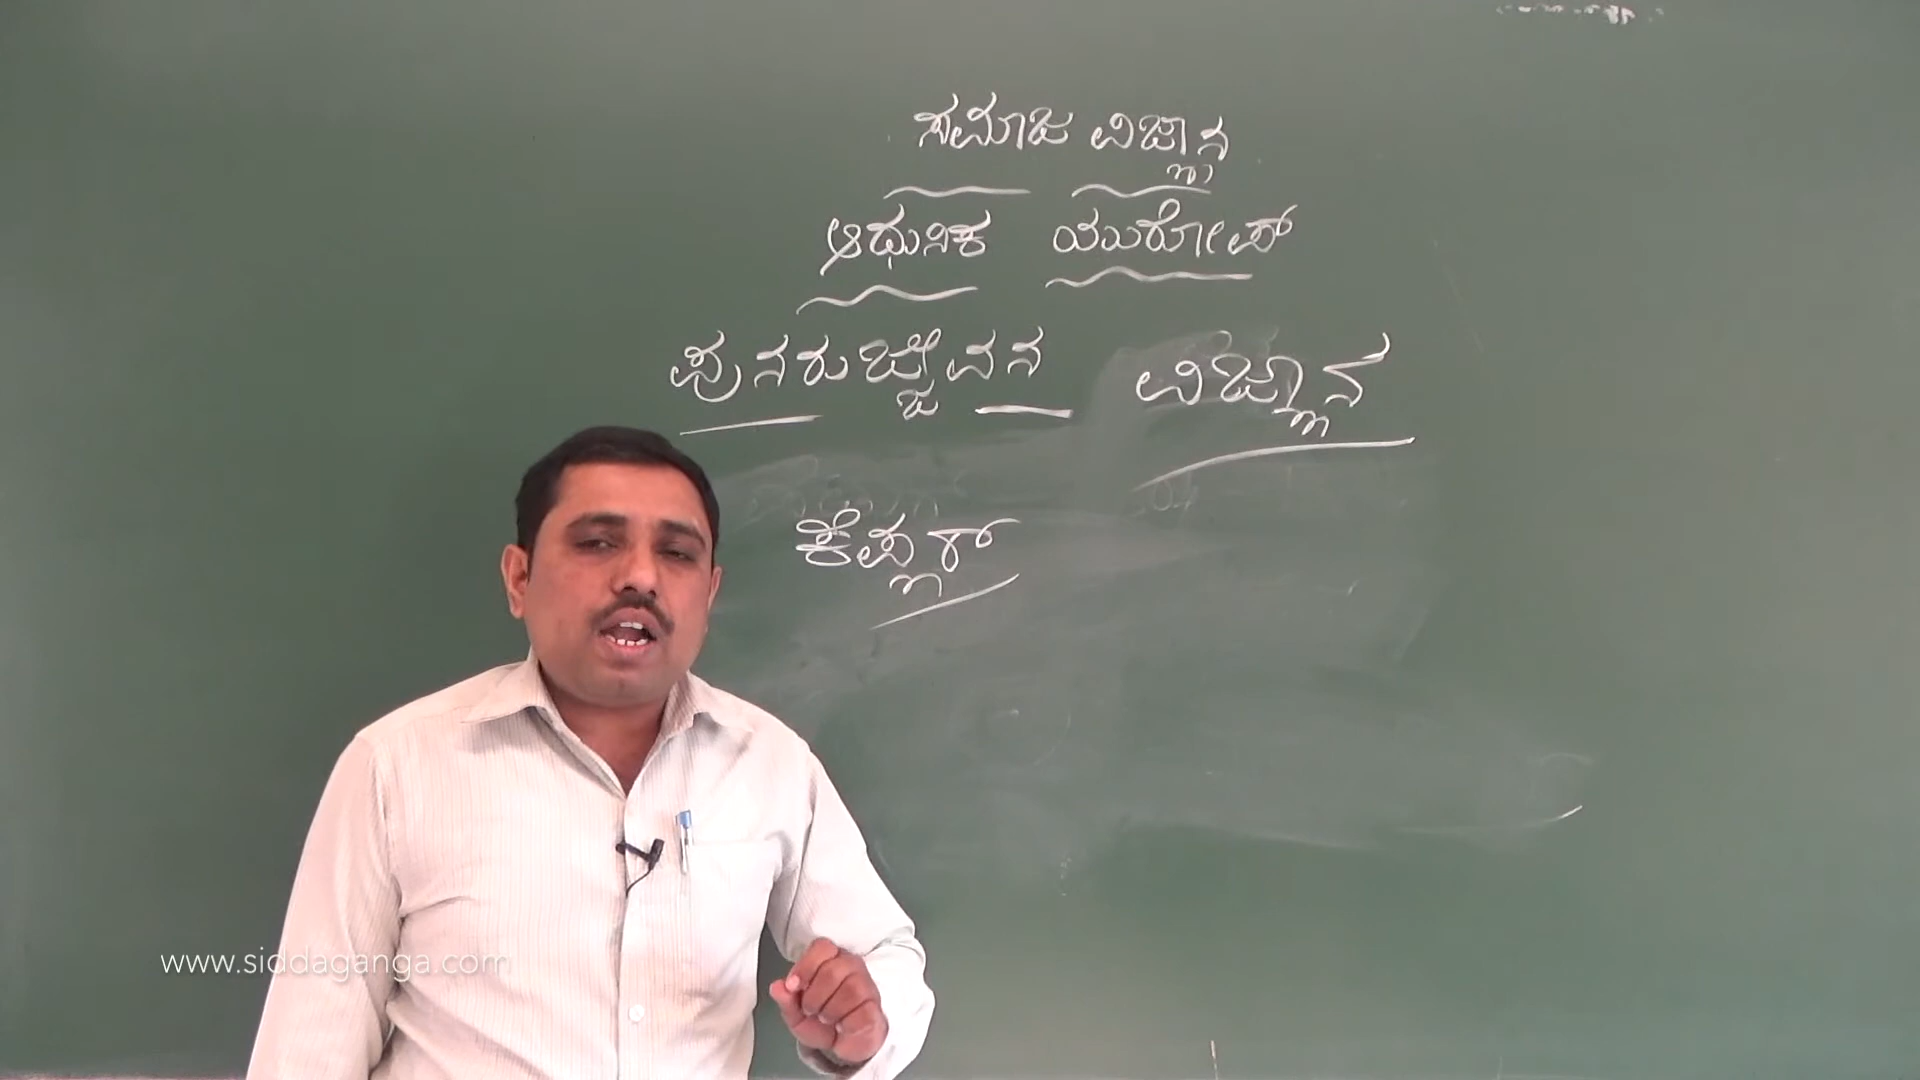 ಸಮಾಜ ವಿಜ್ಞಾನ
ಆಧುನಿಕ ಯುರೋಪ್
ಪುನರುಜ್ಜೀವನ ವಿಜ್ಞಾನ
ಕೆಪ್ಲರ್
www.siddaganga.com